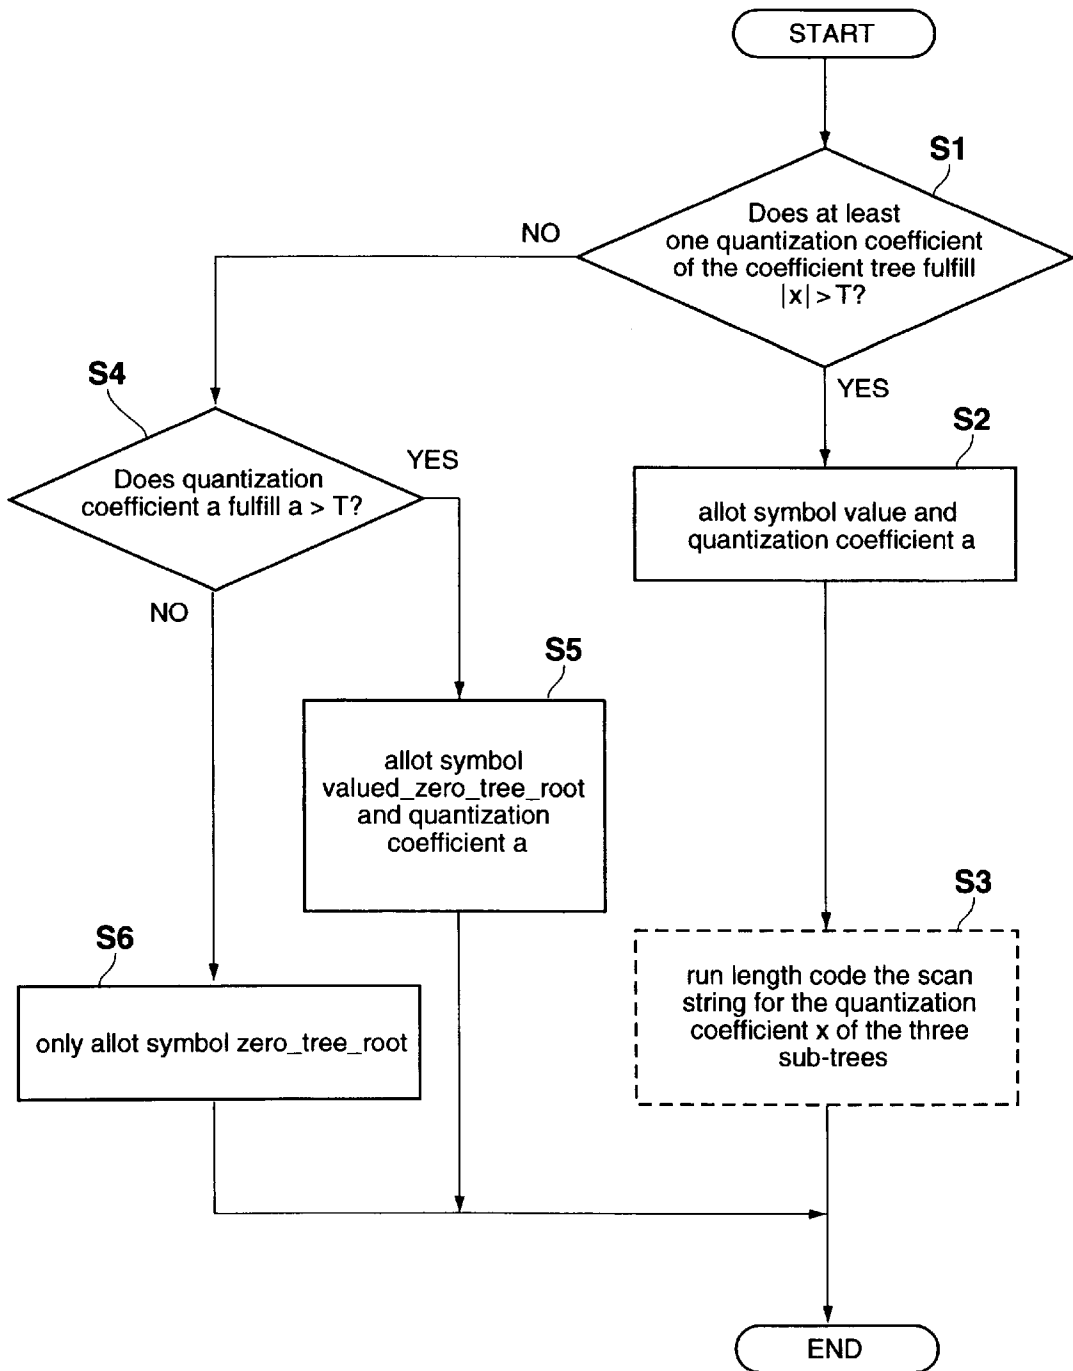 START
S1
Does at least
one quantization coefficient
of the coefficient tree fulfill
|x| > T?
NO
YES
S4
Does quantization
coefficient a fulfill a > T?
YES
NO
S2
allot symbol value and
quantization coefficient a
S5
allot symbol
valued_zero_tree_root
and quantization
coefficient a
S3
run length code the scan
string for the quantization
coefficient x of the three
sub-trees
S6
only allot symbol zero_tree_root
END